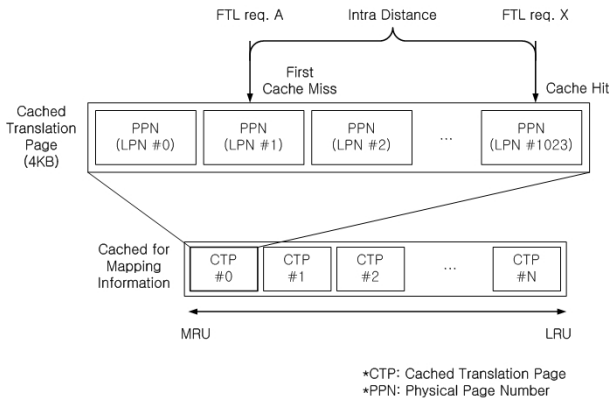 FTL req. A
Intra Distance
FTL req. X
First
Cache Miss
Cache Hit
Cached
Translation
Page
(4KB)
PPN
(LPN #0)
PPN
(LPN #1)
PPN
(LPN #2)
...
PPN
(LPN #1023)
Cached for
Mapping
Information
CTP
#0
CTP
#1
CTP
#2
...
CTP
#N
MRU
LRU
*CTP: Cached Translation Page
*PPN: Physical Page Number